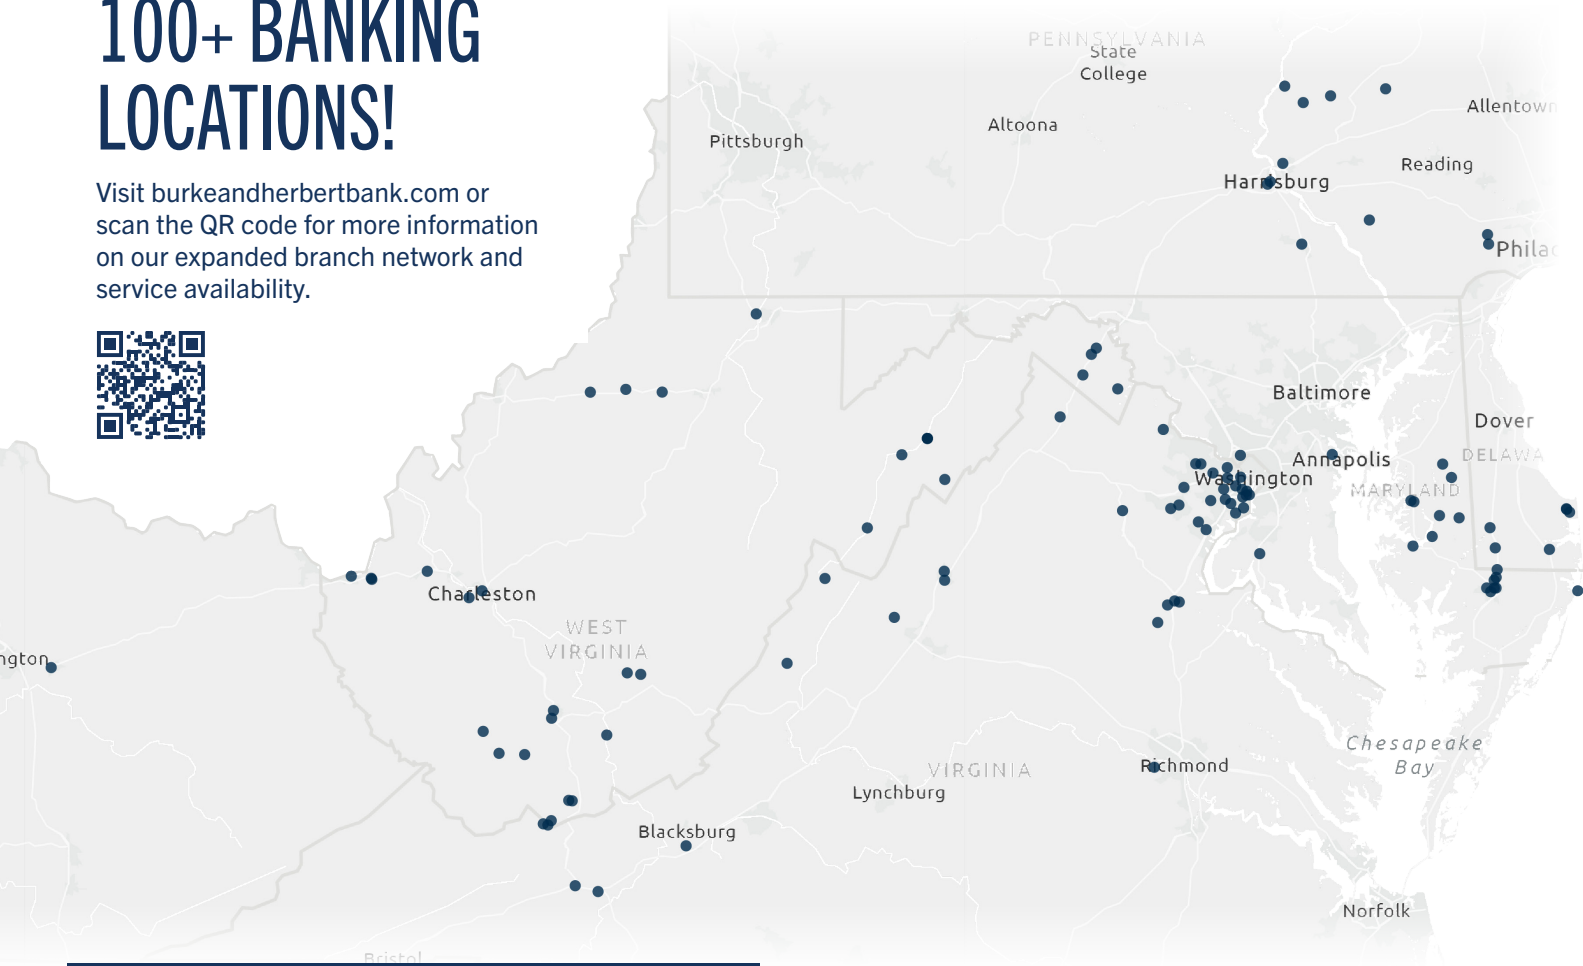 100+ BANKING
LOCATIONS!
Visit burkeandherbertbank.com or
scan the QR code for more information
on our expanded branch network and
service availability.
PENNSYLVANIA
State
College
Allentown
Altoona
Pittsburgh
Reading
Harrisburg
Philad
Baltimore
Dover
Annapolis
DELAWA
Washington
MARYLAND
Charleston
WEST
VIRGINIA
ngton
Chesapeake
Bay
Richmond
VIRGINIA
Lynchburg
Blacksburg
Norfolk
Bristol